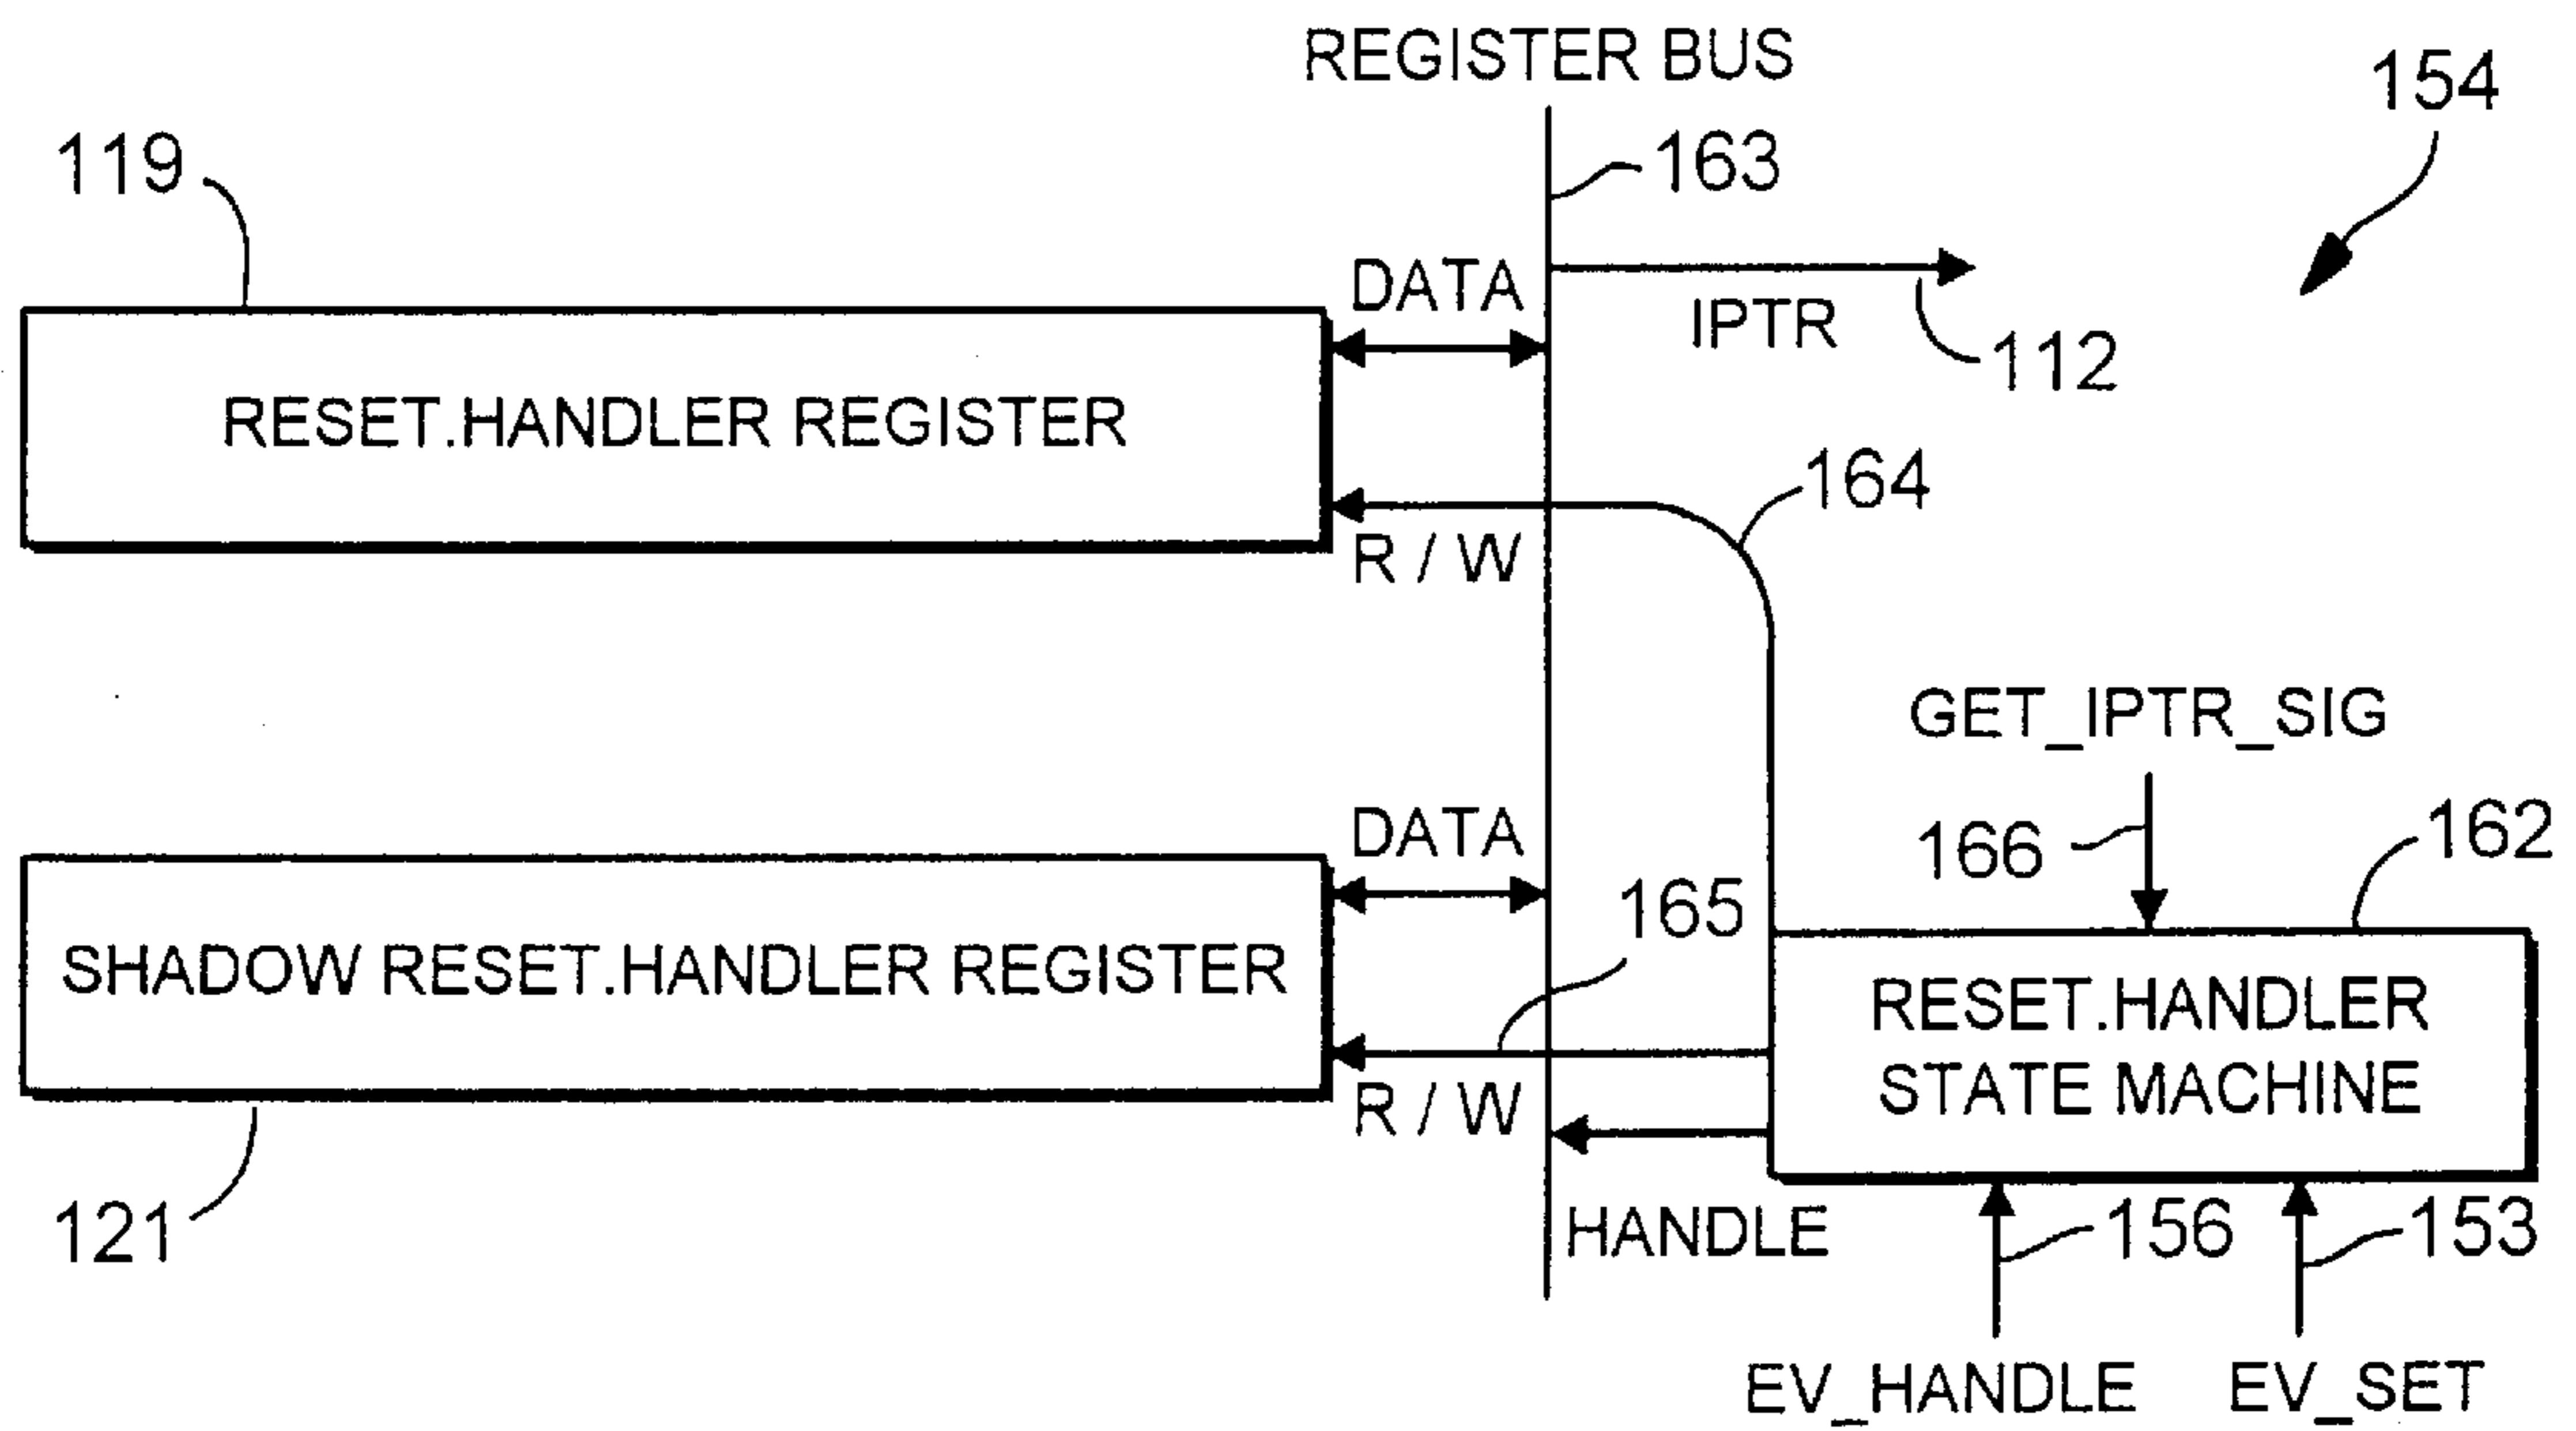 REGISTER BUS
154
119
163
DATA
IPTR
112
RESET.HANDLER REGISTER
164
R / W
GET_IPTR_SIG
DATA
166
162
165
SHADOW RESET.HANDLER REGISTER
RESET.HANDLER
STATE MACHINE
R / W
121
HANDLE
156
153
EV_HANDLE
EV_SET